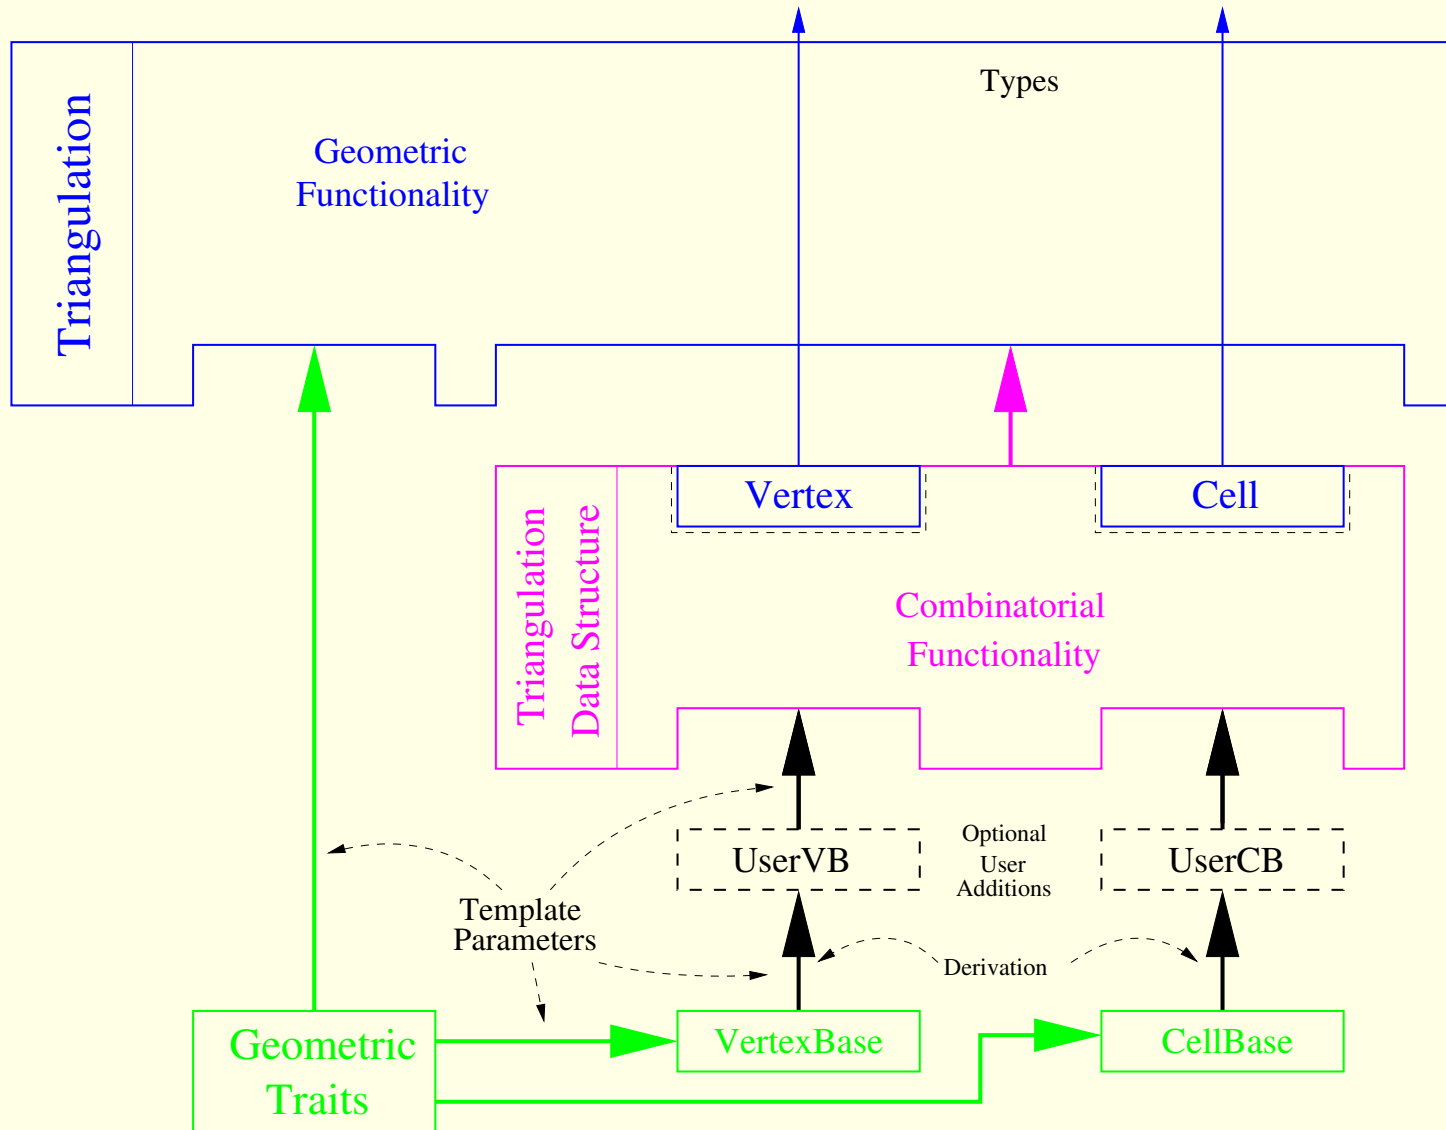 Types
Geometric
Functionality
Triangulation
Vertex
Cell
Triangulation
Data Structure
Combinatorial
Functionality
UserVB
Optional
User
Additions
UserCB
Template
Parameters
Derivation
Geometric
Traits
VertexBase
CellBase